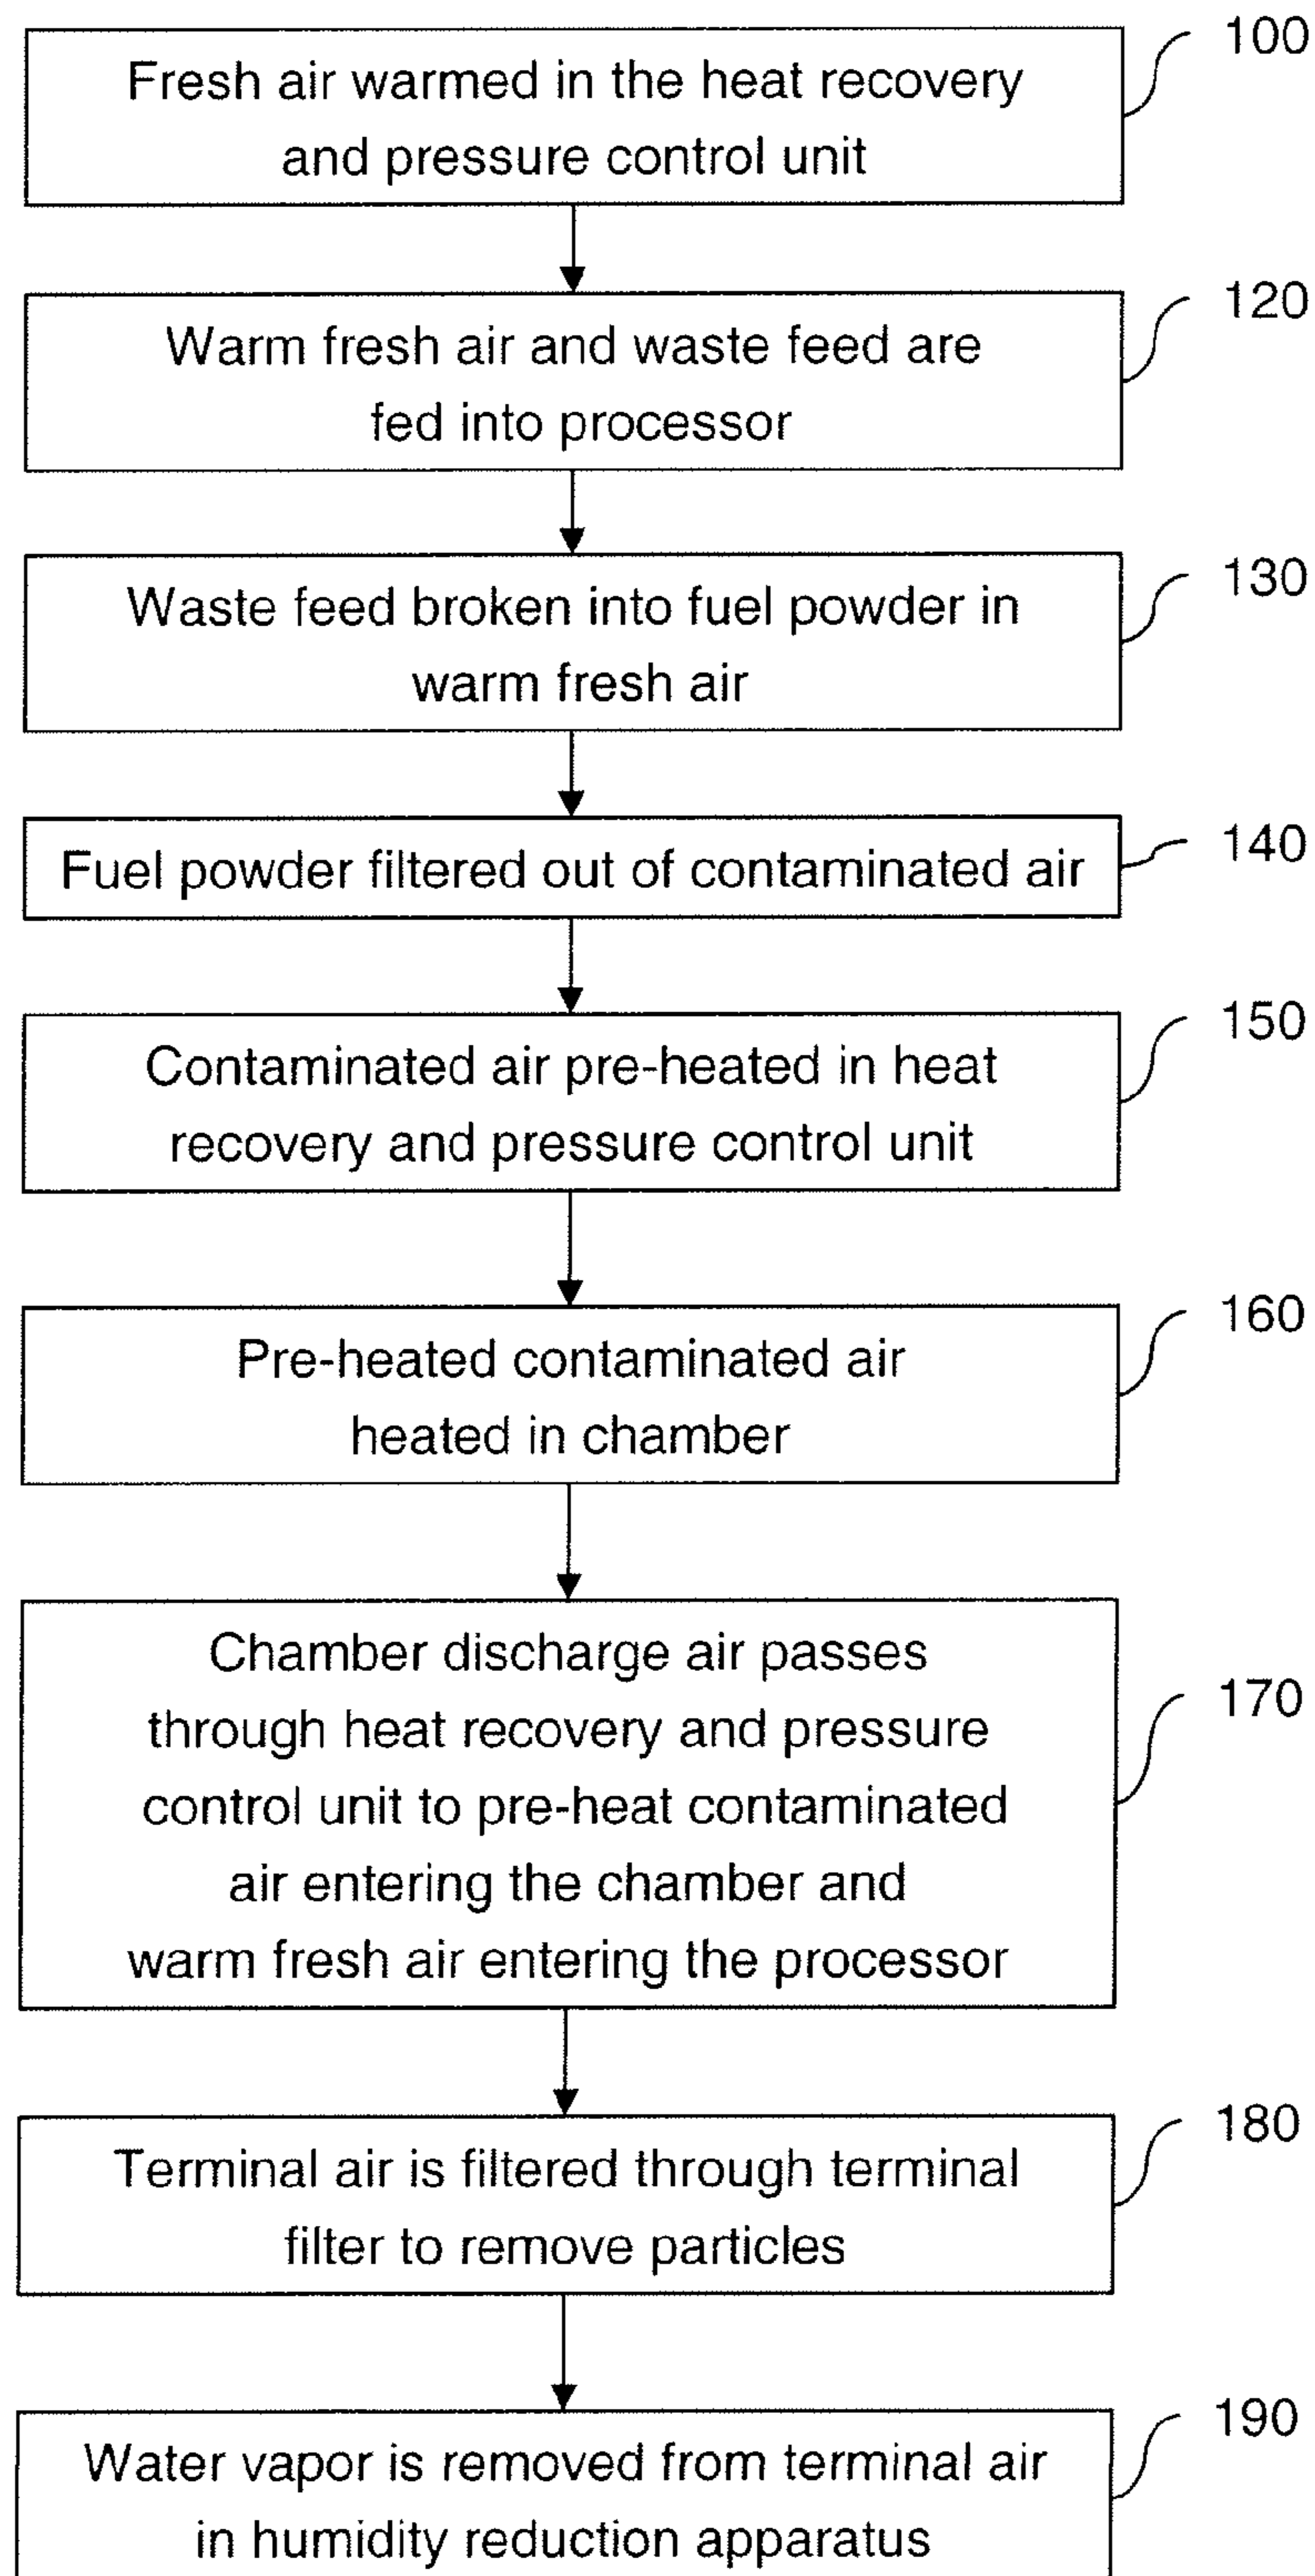 100
Fresh air warmed in the heat recovery
and pressure control unit
120
Warm fresh air and waste feed are
fed into processor
130
Waste feed broken into fuel powder in
warm fresh air
140
Fuel powder filtered out of contaminated air
150
Contaminated air pre-heated in heat
recovery and pressure control unit
160
Pre-heated contaminated air
heated in chamber
170
Chamber discharge air passes
through heat recovery and pressure
control unit to pre-heat contaminated
air entering the chamber and
warm fresh air entering the processor
180
Terminal air is filtered through terminal
filter to remove particles
190
Water vapor is removed from terminal air
in humidity reduction apparatus